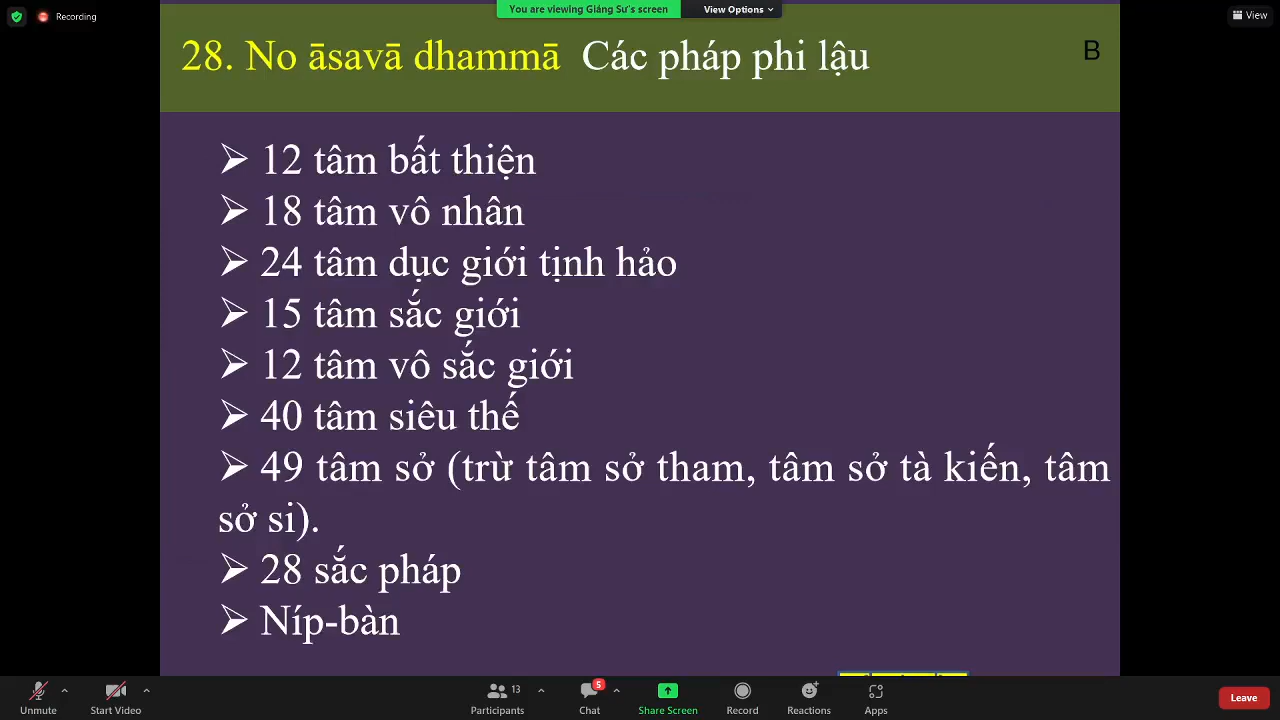 Recording
You are viewing Giảng Sư's screen
View Options
View
28. No āsavā dhammā Các pháp phi lậu
B
➢ 12 tâm bất thiện
➢ 18 tâm vô nhân
➢ 24 tâm dục giới tịnh hảo
➢ 15 tâm sắc giới
➢ 12 tâm vô sắc giới
➢ 40 tâm siêu thế
➢ 49 tâm sở (trừ tâm sở tham, tâm sở tà kiến, tâm
sở si).
➢ 28 sắc pháp
➢ Níp-bàn
Unmute
Start Video
13
Participants
5
Chat
Share Screen
Record
Reactions
Apps
Leave